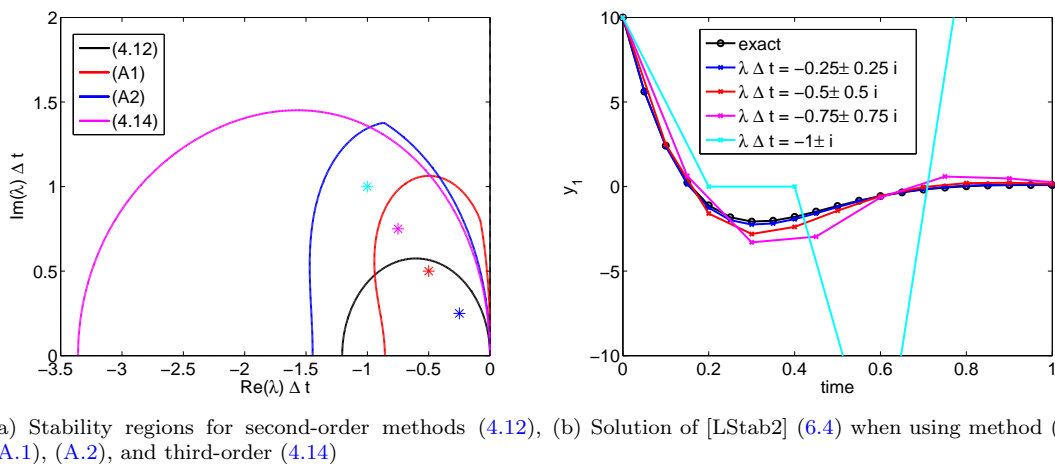 2
1.5
1
0.5
0
Im(λ) Δ t
(4.12)
(A1)
(A2)
(4.14)
−3.5 −3 −2.5 −2 −1.5 −1 −0.5 0
Re(λ) Δ t
10
5
0
−5
−10
y1
exact
λ Δ t = −0.25± 0.25 i
λ Δ t = −0.5± 0.5 i
λ Δ t = −0.75± 0.75 i
λ Δ t = −1± i
0 0.2 0.4 0.6 0.8 1
time
a) Stability regions for second-order methods (4.12),
A.1), (A.2), and third-order (4.14)
(b) Solution of [LStab2] (6.4) when using method (